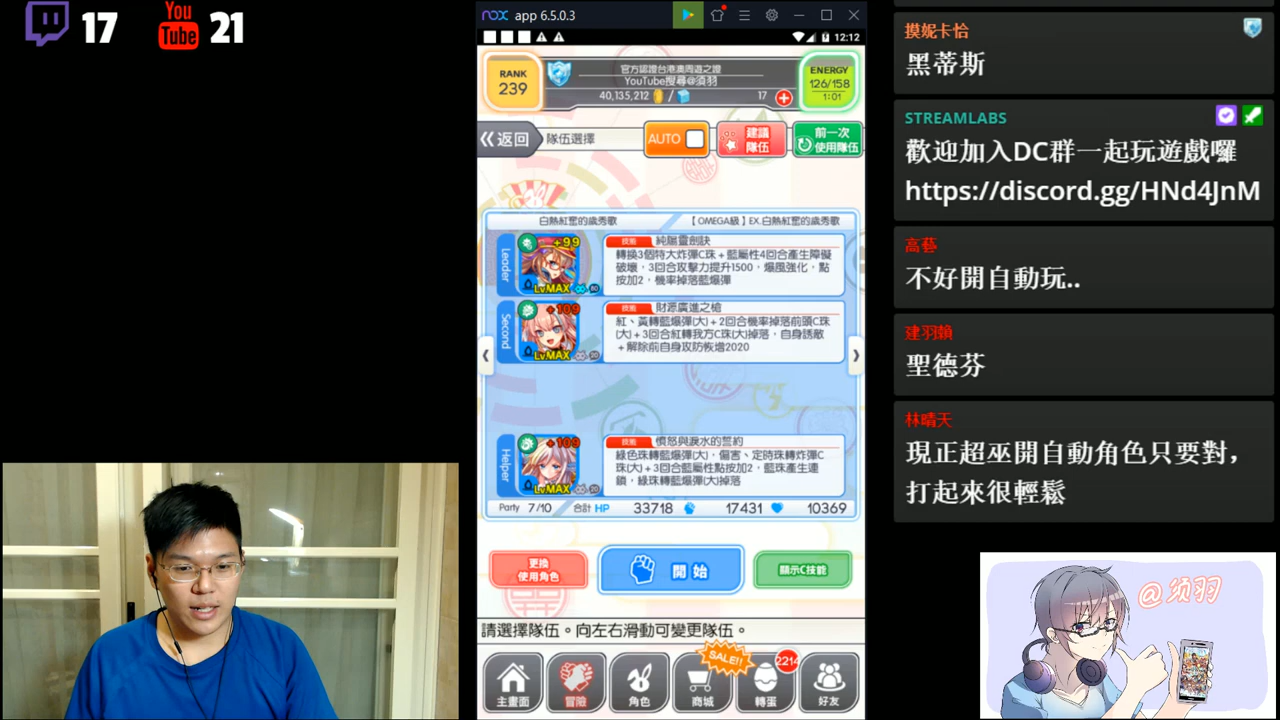 17
You
Tube
21
nox app 6.5.0.3
12:12
RANK
239
官方認證台港澳周遊之證
YouTube搜尋@須羽
40,135,212 /
17
ENERGY
126/158
1:01
返回
隊伍選擇
AUTO
建議
隊伍
前一次
使用隊伍
白熱紅蜜的歲秀歌
【OMEGA級】EX.白熱紅蜜的歲秀歌
Leader
+99
LvMAX
80
技能
純陽靈劍訣
轉換3個特大炸彈C珠+藍屬性4回合產生障礙
破壞,3回合攻擊力提升1500,爆風強化,點
按加2,機率掉落藍爆彈
Second
+109
LvMAX
20
技能
財源廣進之槍
紅、黃轉藍爆彈(大)+2回合機率掉落前頭C珠
(大)+3回合紅轉我方C珠(大)掉落,自身誘敵
+解除前自身攻防恢增2020
Helper
+109
LvMAX
20
技能
憤怒與淚水的誓約
綠色珠轉藍爆彈(大),傷害、定時珠轉炸彈C
珠(大)+3回合藍屬性點按加2,藍珠產生連
鎖,綠珠轉藍爆彈(大)掉落
Party 7/10 合計 HP 33718 17431 10369
更換
使用角色
開始
顯示C技能
請選擇隊伍。向左右滑動可變更隊伍。
主畫面
冒險
角色
SALE!!
商城
2214
轉蛋
好友
摸妮卡恰
黑蒂斯
STREAMLABS
歡迎加入DC群一起玩遊戲囉
https://discord.gg/HNd4JnM
高藝
不好開自動玩..
建羽賴
聖德芬
林晴天
現正超巫開自動角色只要對,
打起來很輕鬆
@須羽